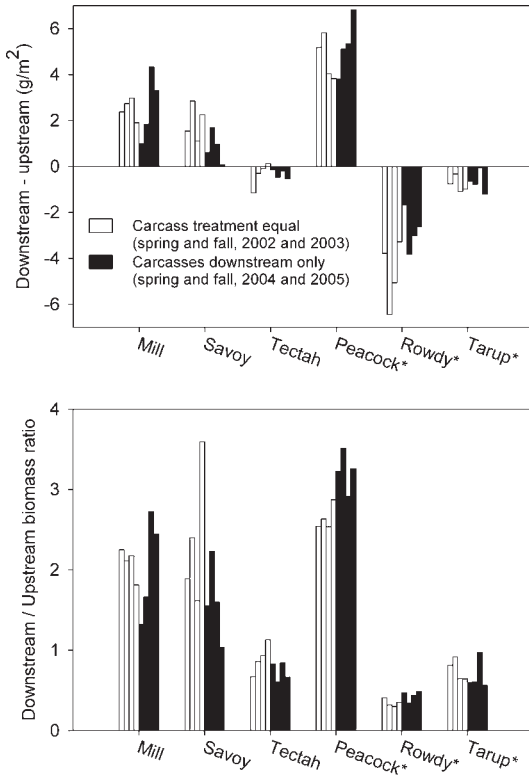 Downstream - upstream (g/m²)
6
4
2
0
-2
-4
-6
Carcass treatment equal
(spring and fall, 2002 and 2003)
Carcasses downstream only
(spring and fall, 2004 and 2005)
Mill
Savoy
Tectah
Peacock*
Rowdy*
Tarup*
Downstream / Upstream biomass ratio
4
3
2
1
0
Mill
Savoy
Tectah
Peacock*
Rowdy*
Tarup*